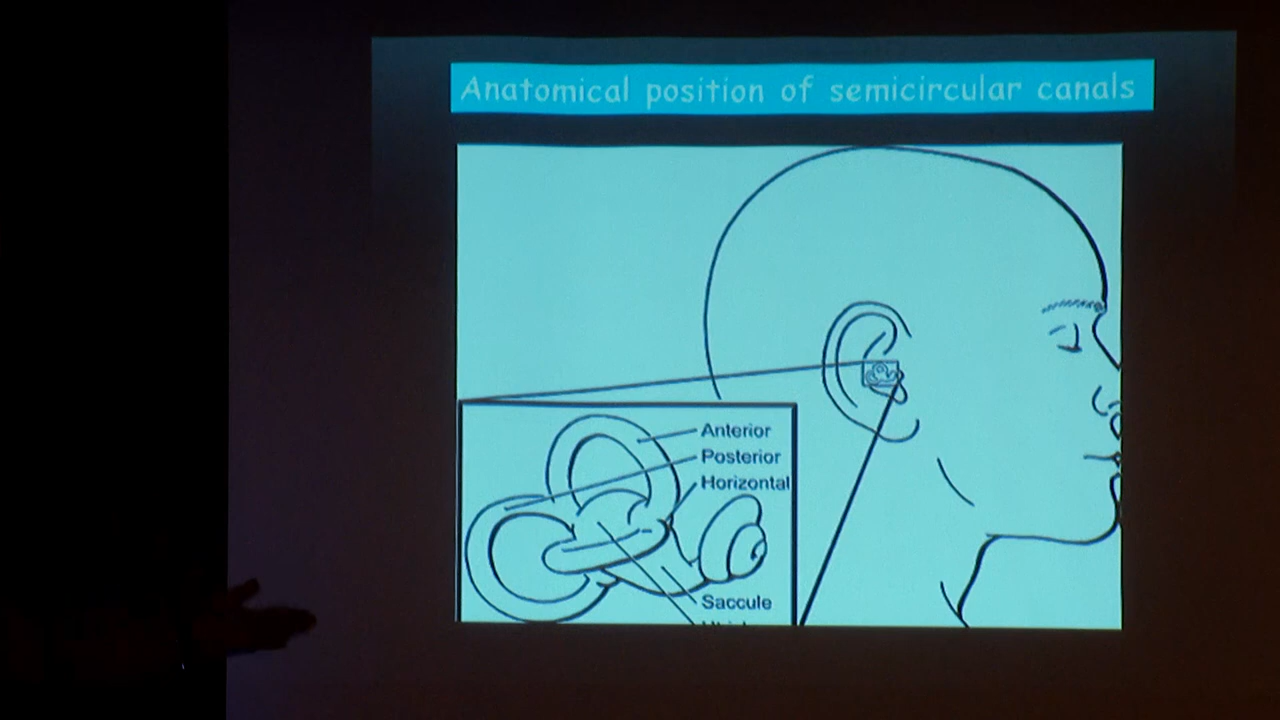 Anatomical position of semicircular canals
Anterior
Posterior
Horizontal
Saccule